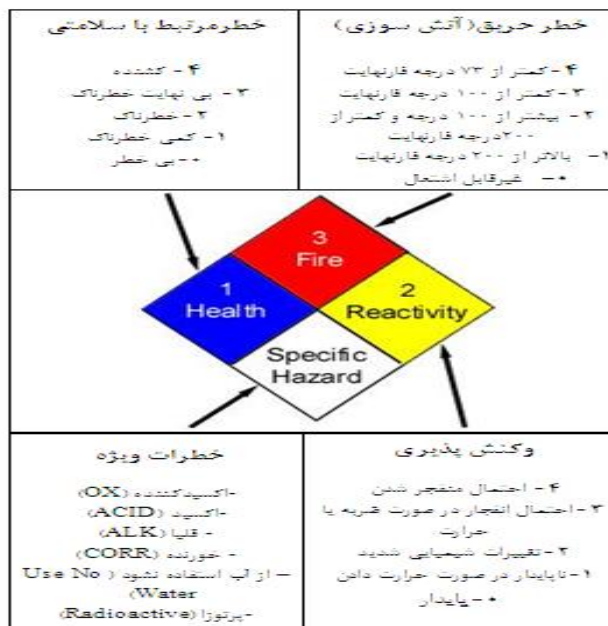 خطرمرتبط با سلامتی
۴- کشنده
۳- بی نهایت خطرناک
۲-خطرناک
۱- کمی خطرناک
۰-بی خطر
خطر حریق(آتش سوزی)
۴-کمتر از ۷۳ درجه فارنهایت
۳-کمتر از ۱۰۰ درجه فارنهایت
۲- بیشتر از ۱۰۰ درجه و کمتر از
۲۰۰درجه فارنهایت
۱- بالاتر از ۲۰۰ درجه فارنهایت
۰- غیرقابل اشتعال
3
Fire
1
Health
2
Reactivity
Specific
Hazard
خطرات ویژه
-اکسیدکننده (OX)
-اکسید (ACID)
- قلیا (ALK)
- خورنده (CORR)
– از آب استفاده نشود ( Use No
Water)
-پرتوزا (Radioactive)
وکنش پذیری
۴- احتمال منفجر شدن
۳- احتمال انفجار در صورت ضربه یا
حرارت
۲-تغییرات شیمیایی شدید
۱-ناپایدار در صورت حرارت دادن
۰-پایدار